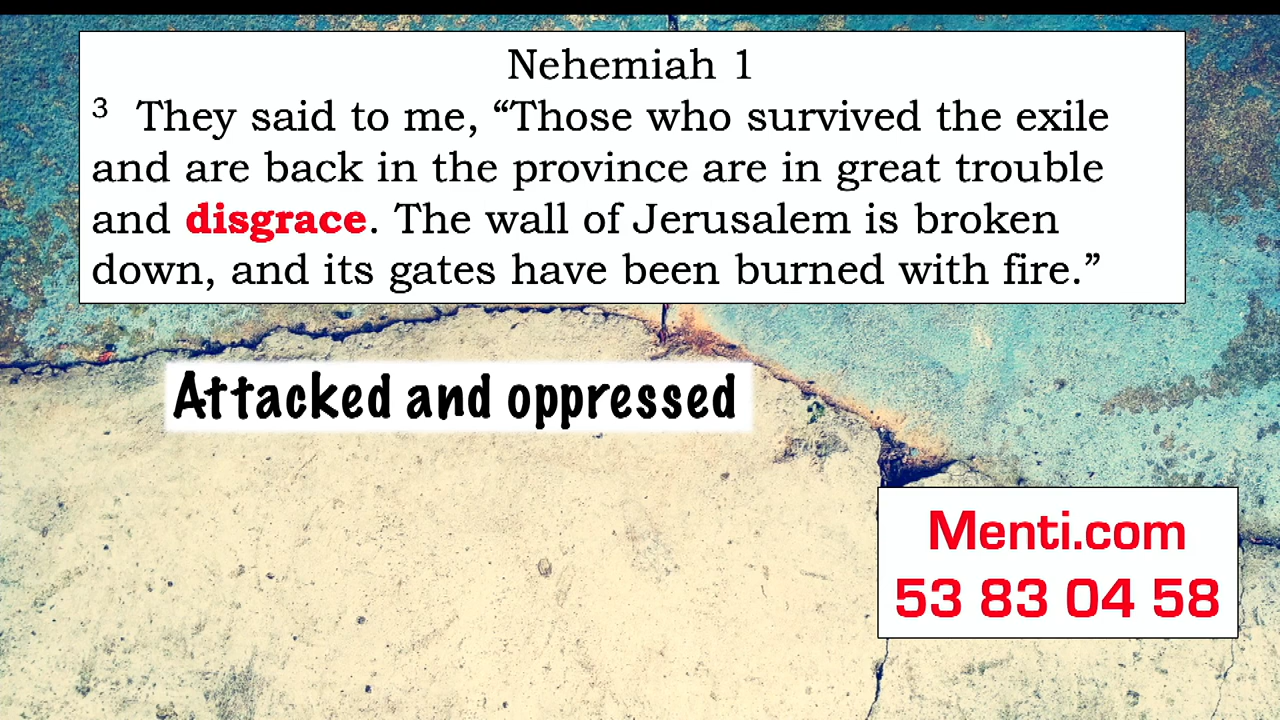 Nehemiah 1
3 They said to me, “Those who survived the exile
and are back in the province are in great trouble
and disgrace. The wall of Jerusalem is broken
down, and its gates have been burned with fire.”
Attacked and oppressed
Menti.com
53 83 04 58